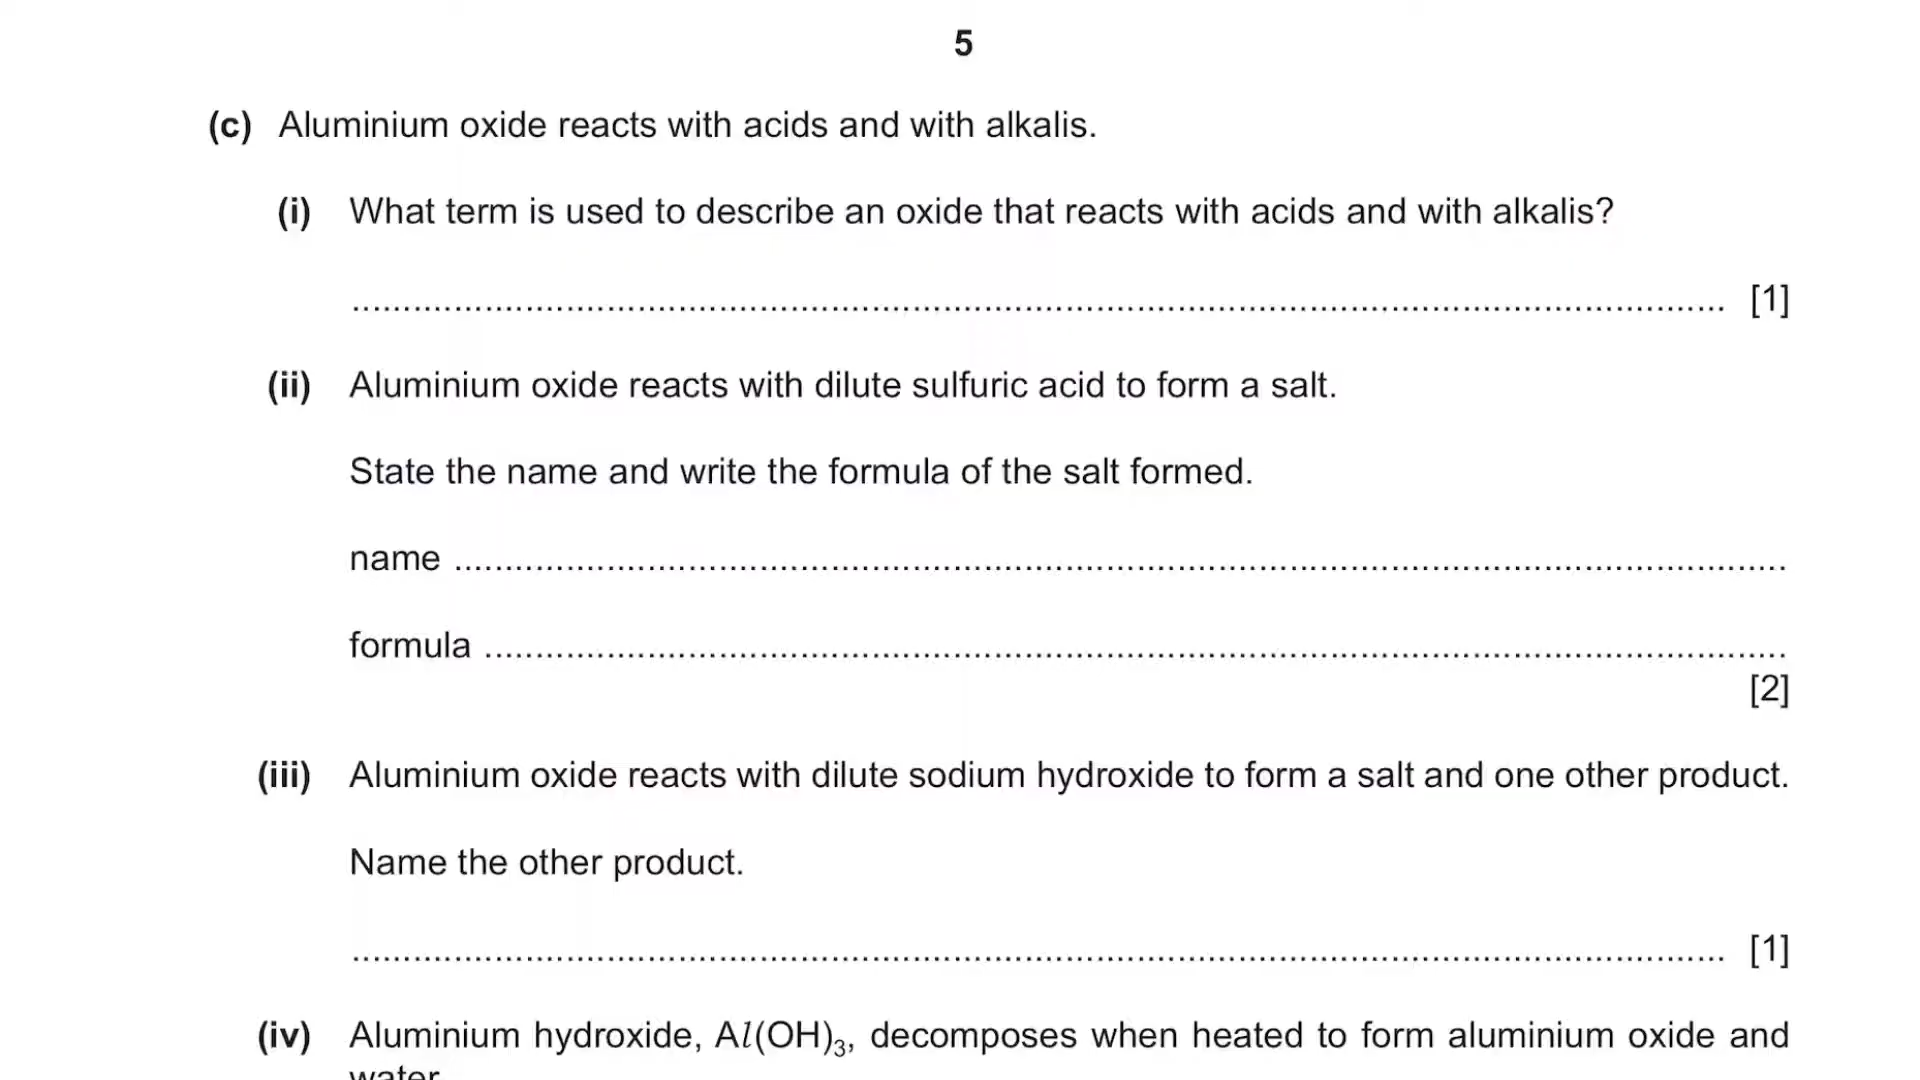 5
(c) Aluminium oxide reacts with acids and with alkalis.
(i) What term is used to describe an oxide that reacts with acids and with alkalis?
.......................................................................................................................................... [1]
(ii) Aluminium oxide reacts with dilute sulfuric acid to form a salt.
State the name and write the formula of the salt formed.
name ......................................................................................................................................
formula ...................................................................................................................................
[2]
(iii) Aluminium oxide reacts with dilute sodium hydroxide to form a salt and one other product.
Name the other product.
.......................................................................................................................................... [1]
(iv) Aluminium hydroxide, Al(OH)₃, decomposes when heated to form aluminium oxide and
water